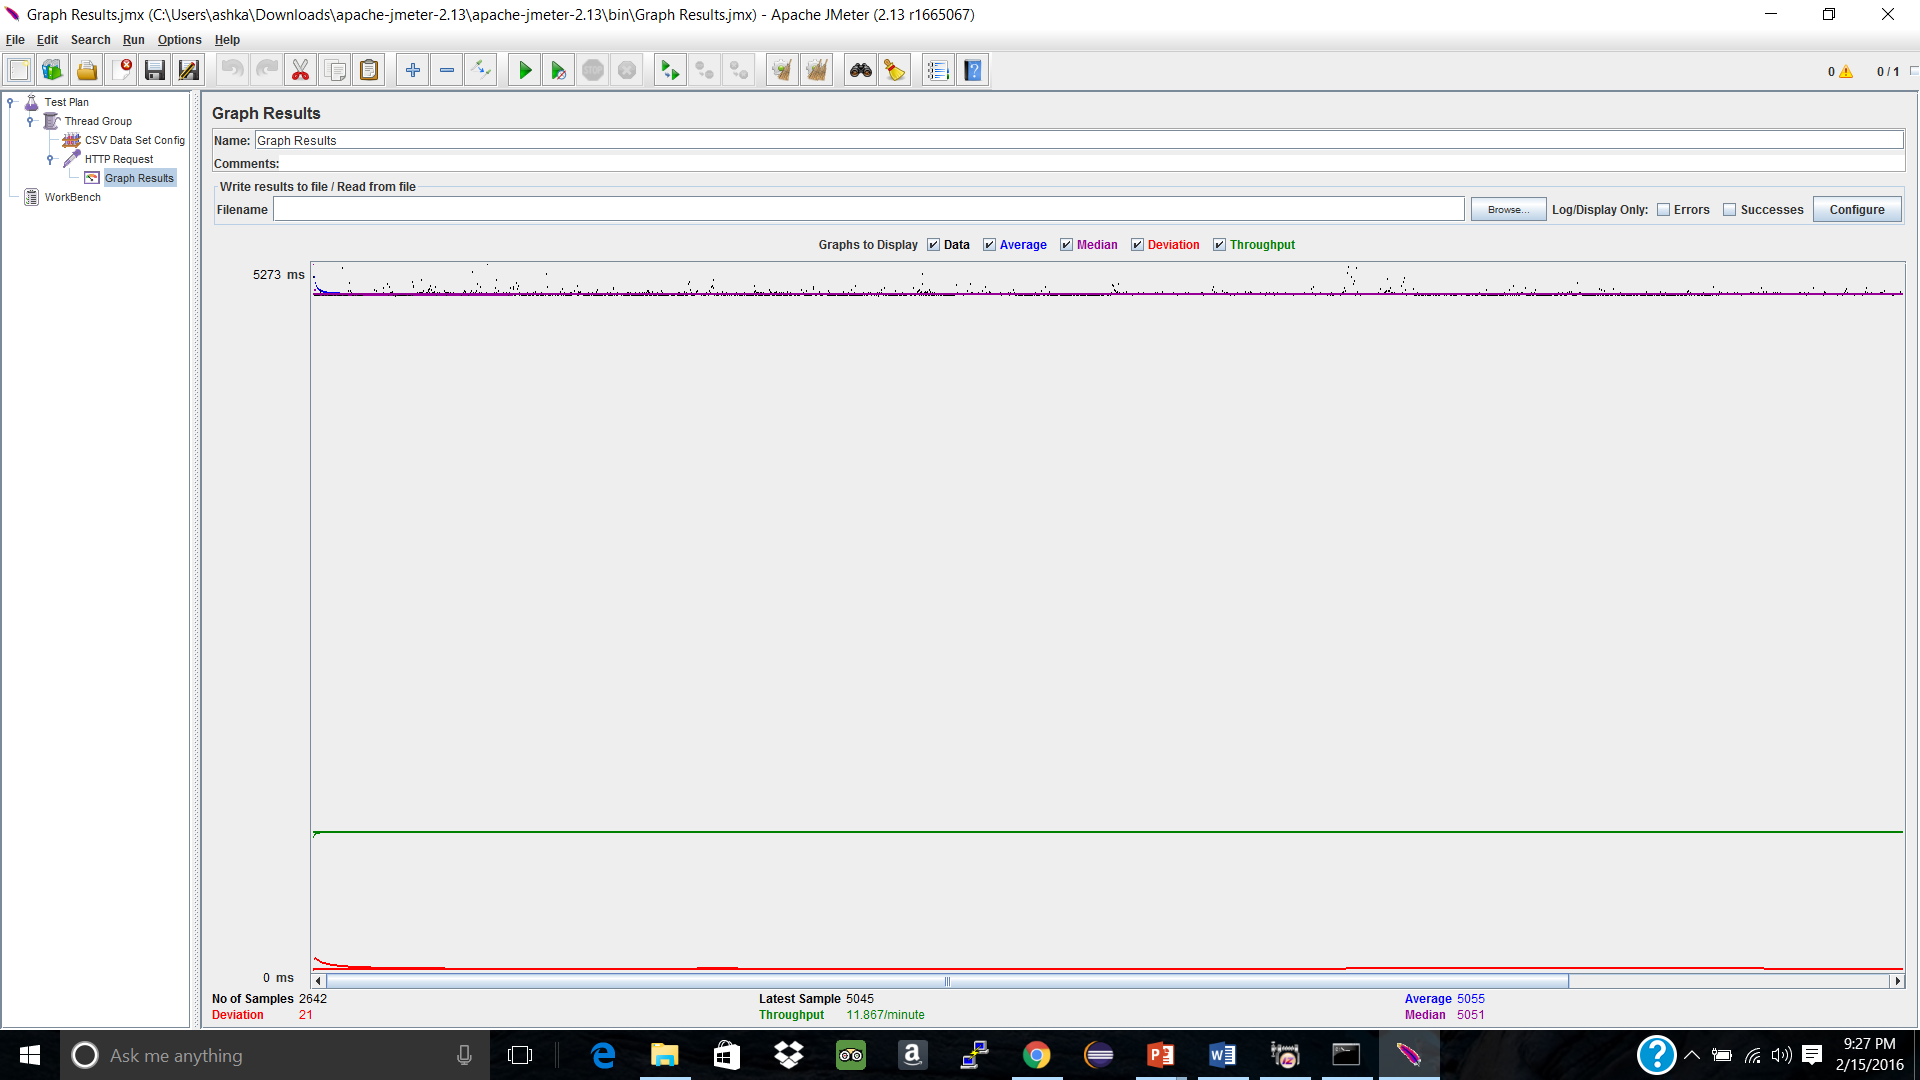 Graph Results.jmx (C:\Users\ashka\Downloads\apache-jmeter-2.13\apache-jmeter-2.13\bin\Graph Results.jmx) - Apache JMeter (2.13 r1665067)
File Edit Search Run Options Help
STOP
0 0 / 1
Test Plan
Thread Group
CSV Data Set Config
HTTP Request
Graph Results
WorkBench
Graph Results
Name: Graph Results
Comments:
Write results to file / Read from file
Filename Browse... Log/Display Only: Errors Successes Configure
Graphs to Display Data Average Median Deviation Throughput
5273 ms
0 ms
No of Samples 2642 Latest Sample 5045 Average 5055
Deviation 21 Throughput 11.867/minute Median 5051
Ask me anything
9:27 PM
2/15/2016